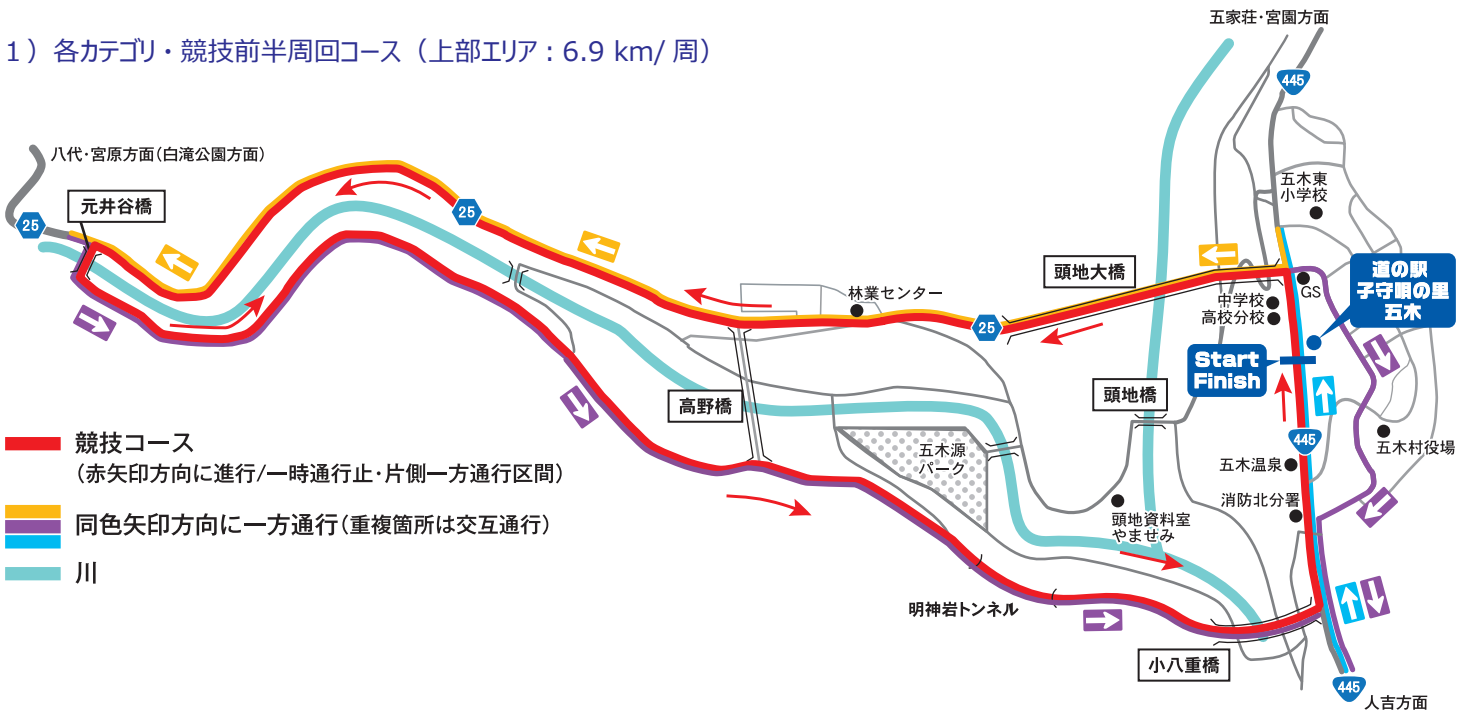 五家荘・宮園方面
1）各カテゴリ・競技前半周回コース（上部エリア：6.9 km/ 周）
445
八代・宮原方面(白滝公園方面)
元井谷橋
25
25
五木東
小学校
頭地大橋
道の駅
子守唄の里
五木
GS
林業センター
中学校
高校分校
25
Start
Finish
頭地橋
高野橋
445
競技コース
(赤矢印方向に進行/一時通行止・片側一方通行区間)
五木源
パーク
五木温泉
五木村役場
消防北分署
頭地資料室
やませみ
同色矢印方向に一方通行(重複箇所は交互通行)
川
明神岩トンネル
小八重橋
445
人吉方面